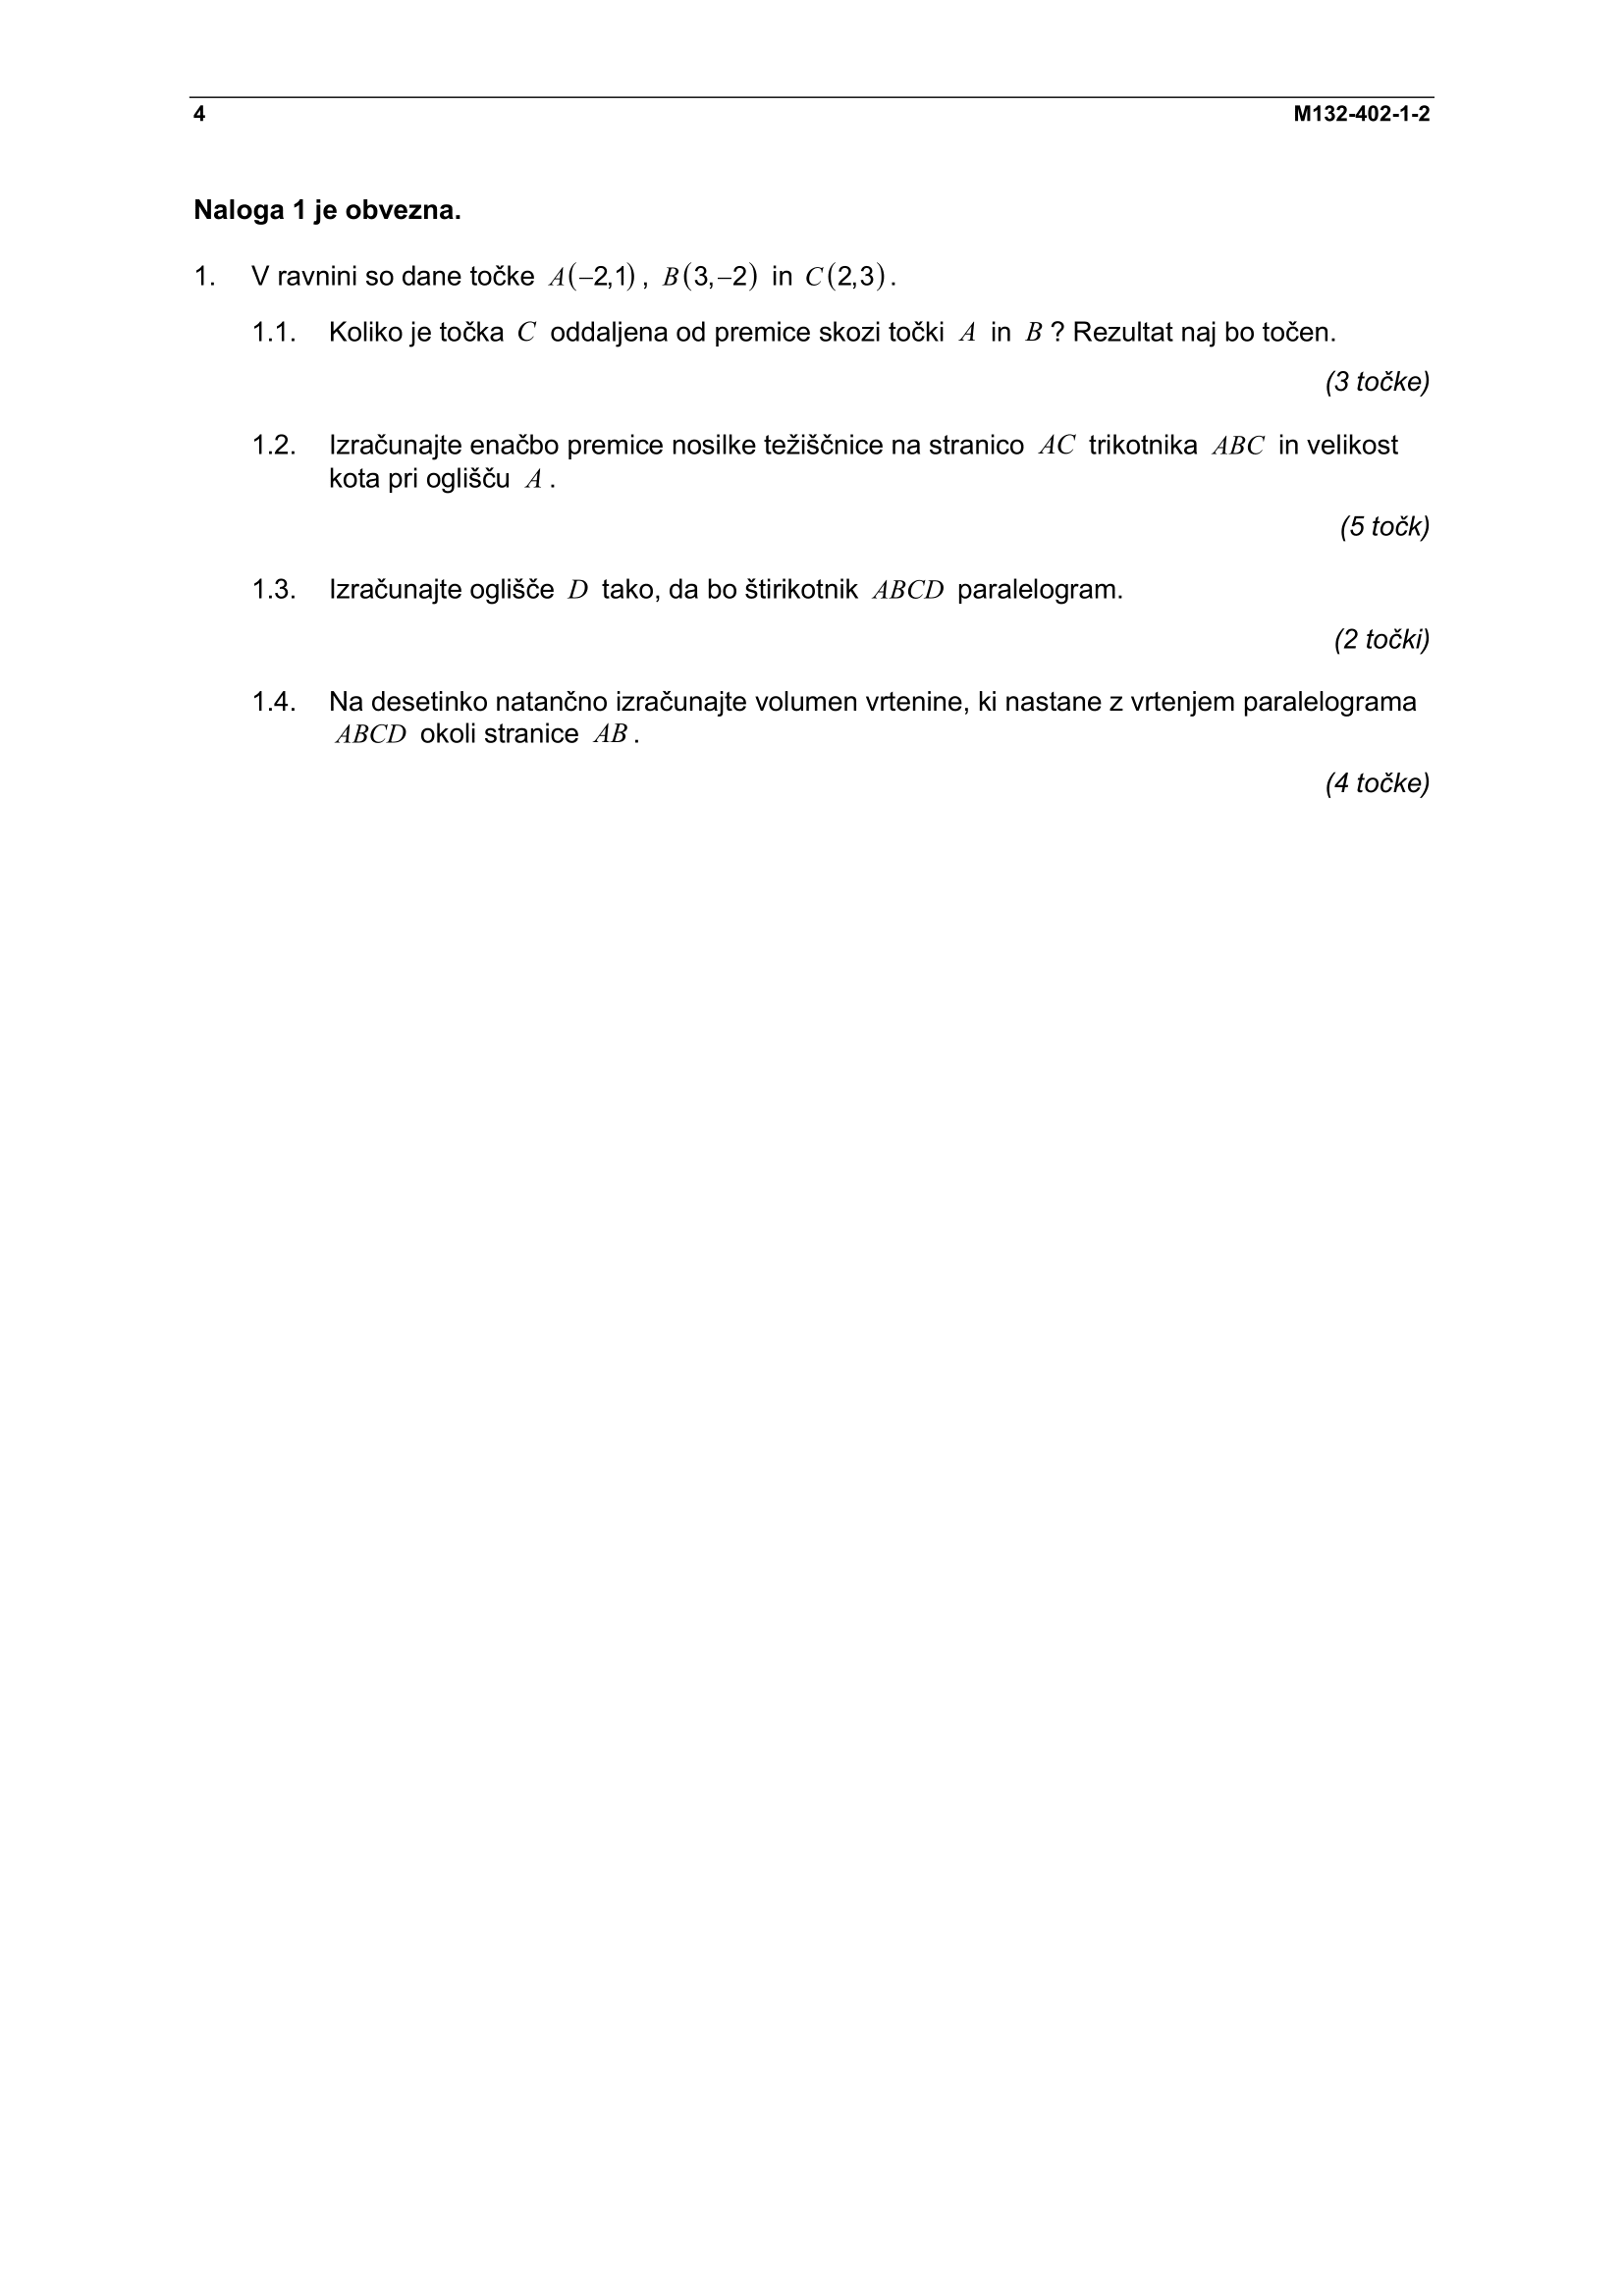 4 M132-402-1-2
Naloga 1 je obvezna.
1. V ravnini so dane točke A(−2,1), B(3,−2) in C(2,3).
1.1. Koliko je točka C oddaljena od premice skozi točki A in B? Rezultat naj bo točen.
(3 točke)
1.2. Izračunajte enačbo premice nosilke težiščnice na stranico AC trikotnika ABC in velikost
kota pri oglišču A.
(5 točk)
1.3. Izračunajte oglišče D tako, da bo štirikotnik ABCD paralelogram.
(2 točki)
1.4. Na desetinko natančno izračunajte volumen vrtenine, ki nastane z vrtenjem paralelograma
ABCD okoli stranice AB.
(4 točke)